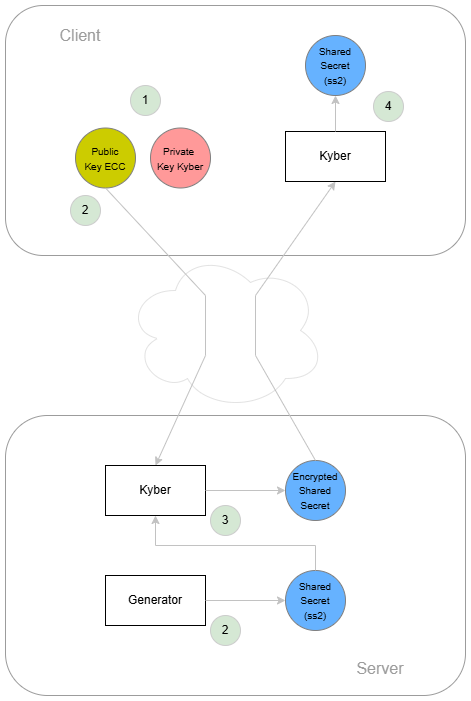 Client
Shared
Secret
(ss2)
1
4
Public
Key ECC
Private
Key Kyber
Kyber
2
Kyber
Encrypted
Shared
Secret
3
Generator
Shared
Secret
(ss2)
2
Server